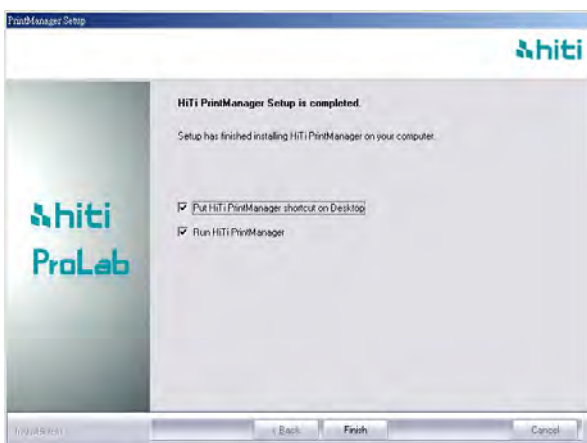 PrintManager Setup
hiti
HiTi PrintManager Setup is completed.
Setup has finished installing HiTi PrintManager on your computer.
hiti
ProLab
Put HiTi PrintManager shortcut on Desktop
Run HiTi PrintManager
InstallShield
< Back
Finish
Cancel